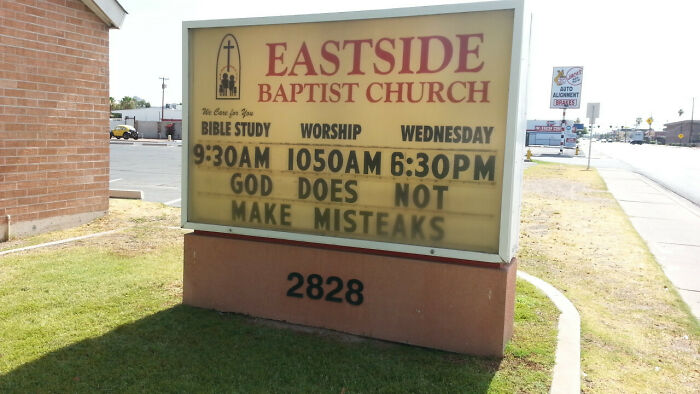 EASTSIDE
BAPTIST CHURCH
We Care for You
BIBLE STUDY WORSHIP WEDNESDAY
9:30AM 1050AM 6:30PM
GOD DOES NOT
MAKE MISTEAKS
2828
AUTO
ALIGNMENT
BRAKES